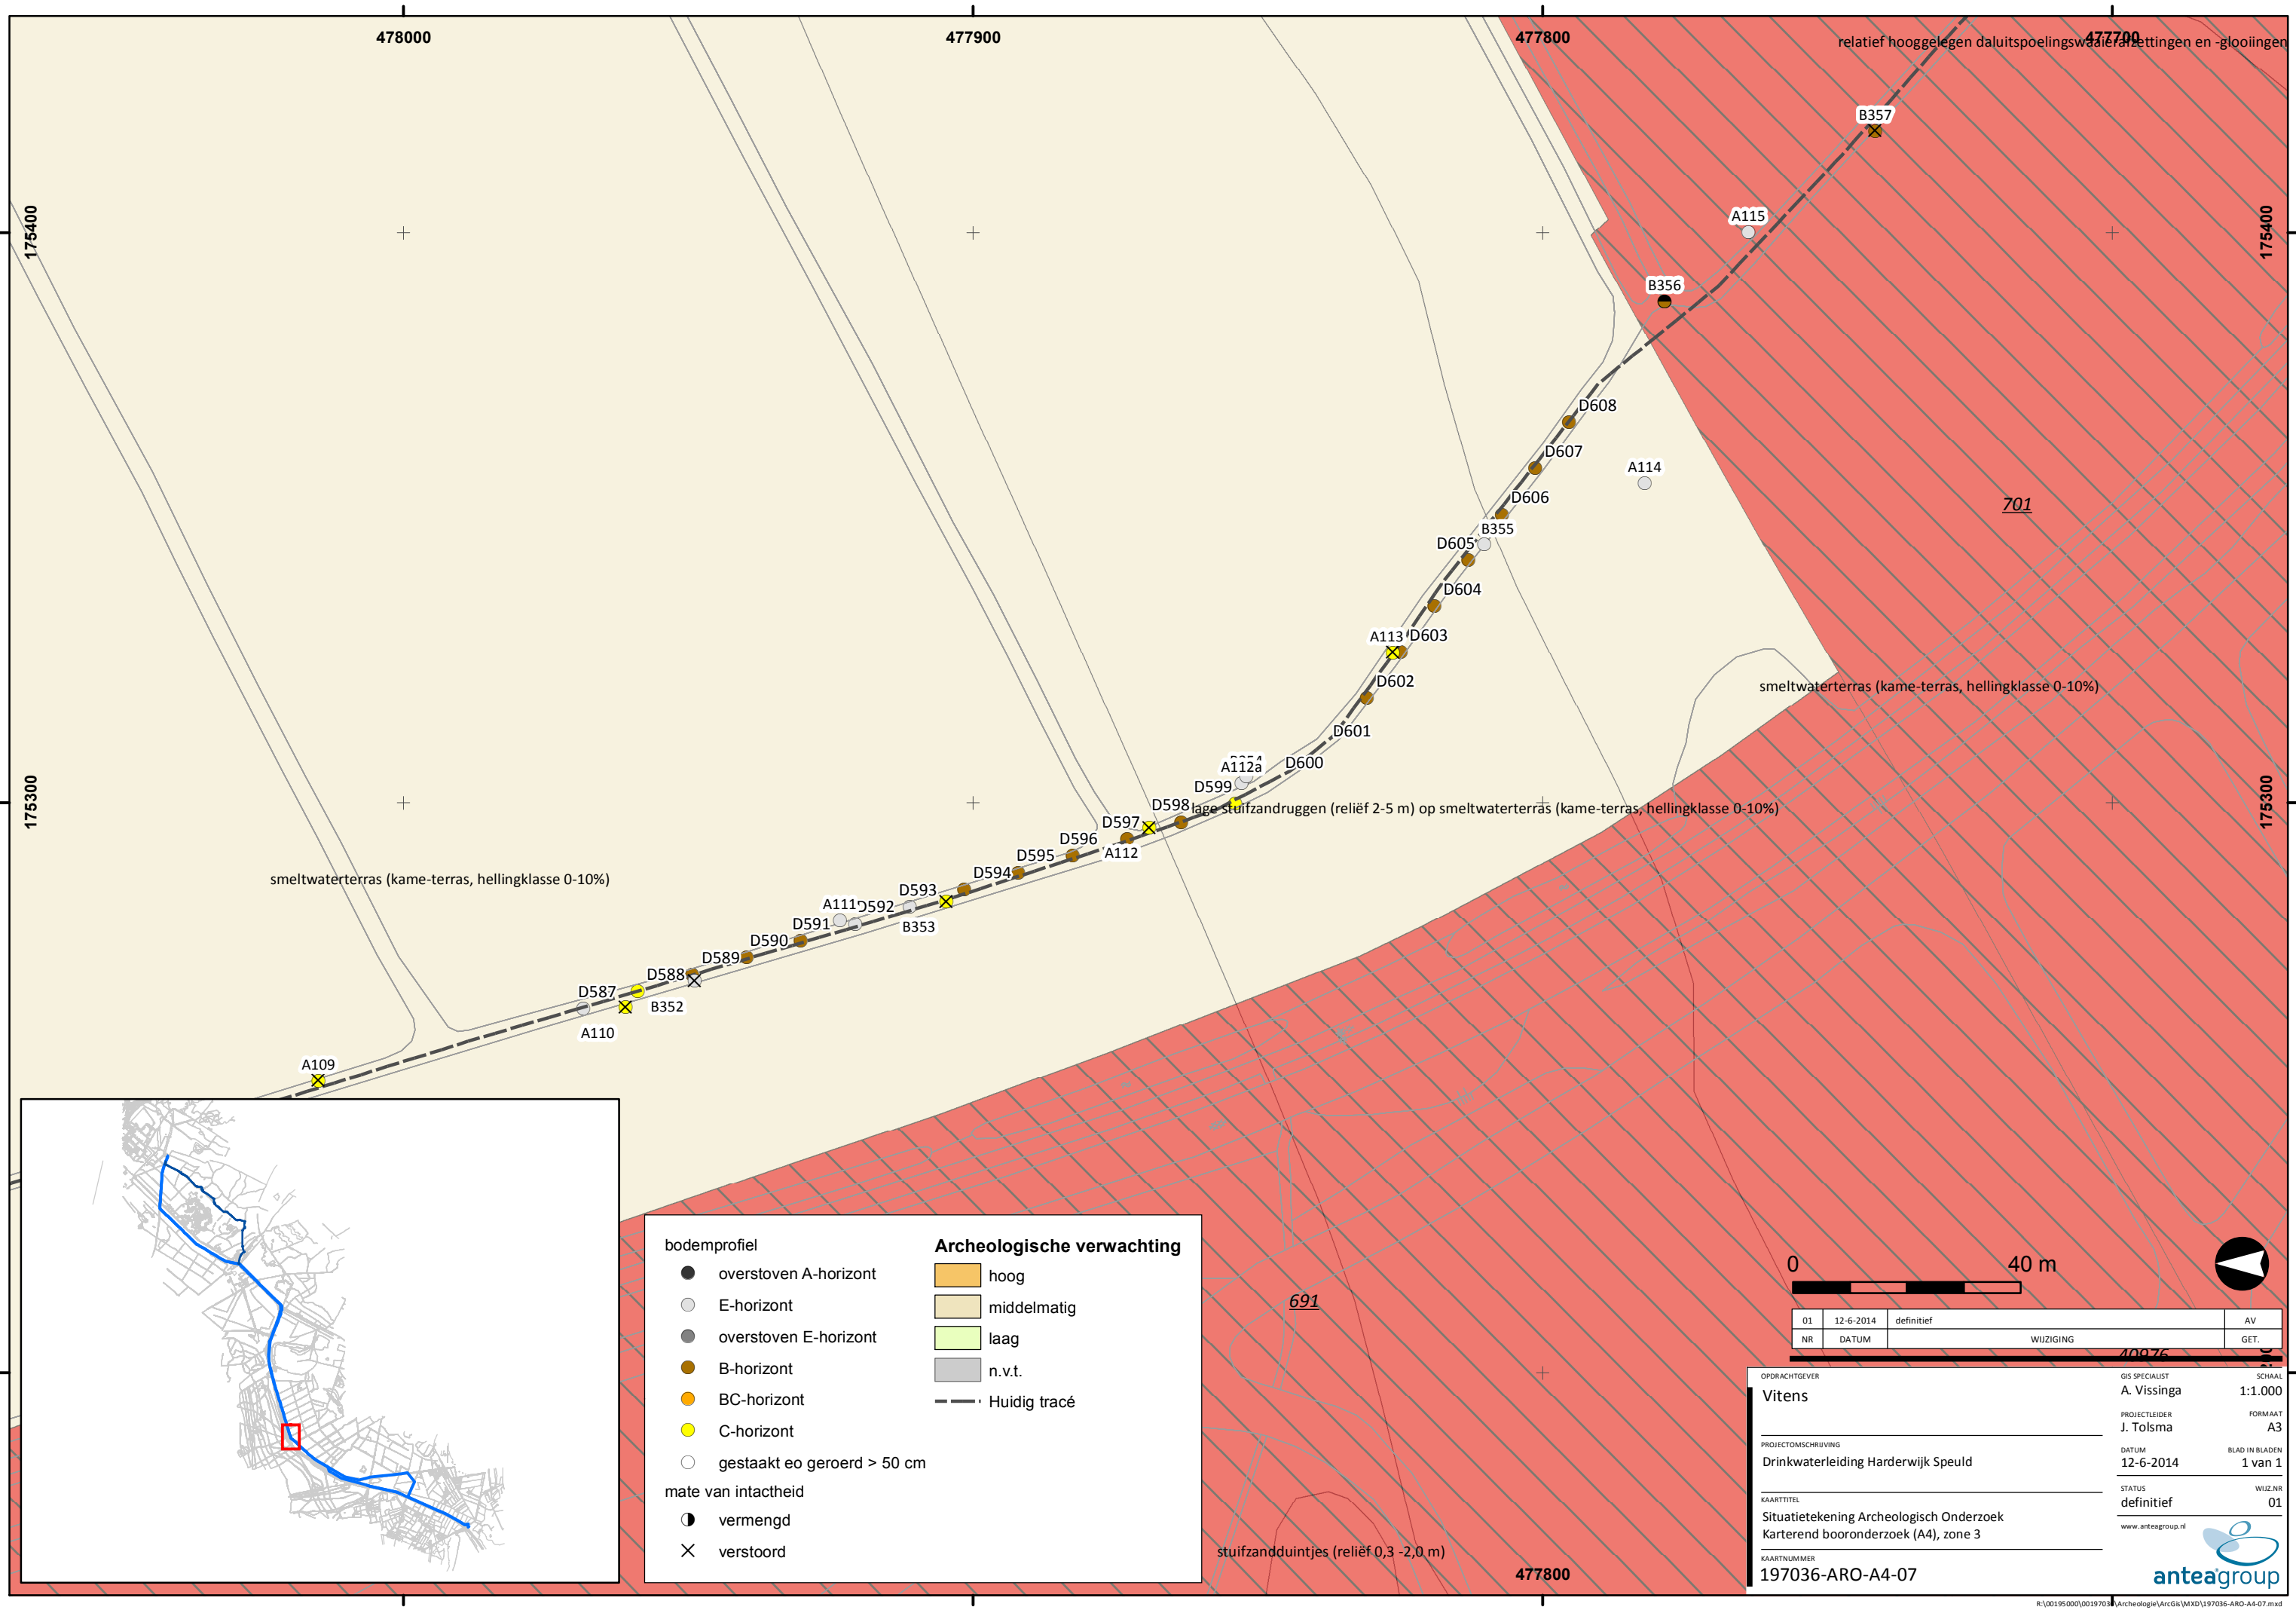 478000
477900
477800
477700
relatief hooggelegen daluitspoelingswaaierafzettingen en -glooiingen
B357
175400
175400
A115
B356
D608
D607
A114
D606
701
B355
D605
D604
A113
D603
D602
smeltwaterterras (kame-terras, hellingklasse 0-10%)
D601
D600
A112a
D599
175300
175300
D598
lage stuifzandruggen (reliëf 2-5 m) op smeltwaterterras (kame-terras, hellingklasse 0-10%)
D597
D596
A112
D595
D594
smeltwaterterras (kame-terras, hellingklasse 0-10%)
D593
A111
D592
D591
B353
D590
D589
D588
D587
B352
A110
A109
bodemprofiel
overstoven A-horizont
E-horizont
overstoven E-horizont
B-horizont
BC-horizont
C-horizont
gestaakt eo geroerd > 50 cm
mate van intactheid
vermengd
verstoord
Archeologische verwachting
hoog
middelmatig
laag
n.v.t.
Huidig tracé
691
stuifzandduintjes (reliëf 0,3 -2,0 m)
477800
0 40 m
01 12-6-2014 definitief AV
NR DATUM WIJZIGING GET.
40976
OPDRACHTGEVER
Vitens
PROJECTOMSCHRIJVING
Drinkwaterleiding Harderwijk Speuld
KAARTTITEL
Situatietekening Archeologisch Onderzoek
Karterend booronderzoek (A4), zone 3
KAARTNUMMER
197036-ARO-A4-07
GIS SPECIALIST SCHAAL
A. Vissinga 1:1.000
PROJECTLEIDER FORMAAT
J. Tolsma A3
DATUM BLAD IN BLADEN
12-6-2014 1 van 1
STATUS WIJZ.NR
definitief 01
www.anteagroup.nl
anteagroup